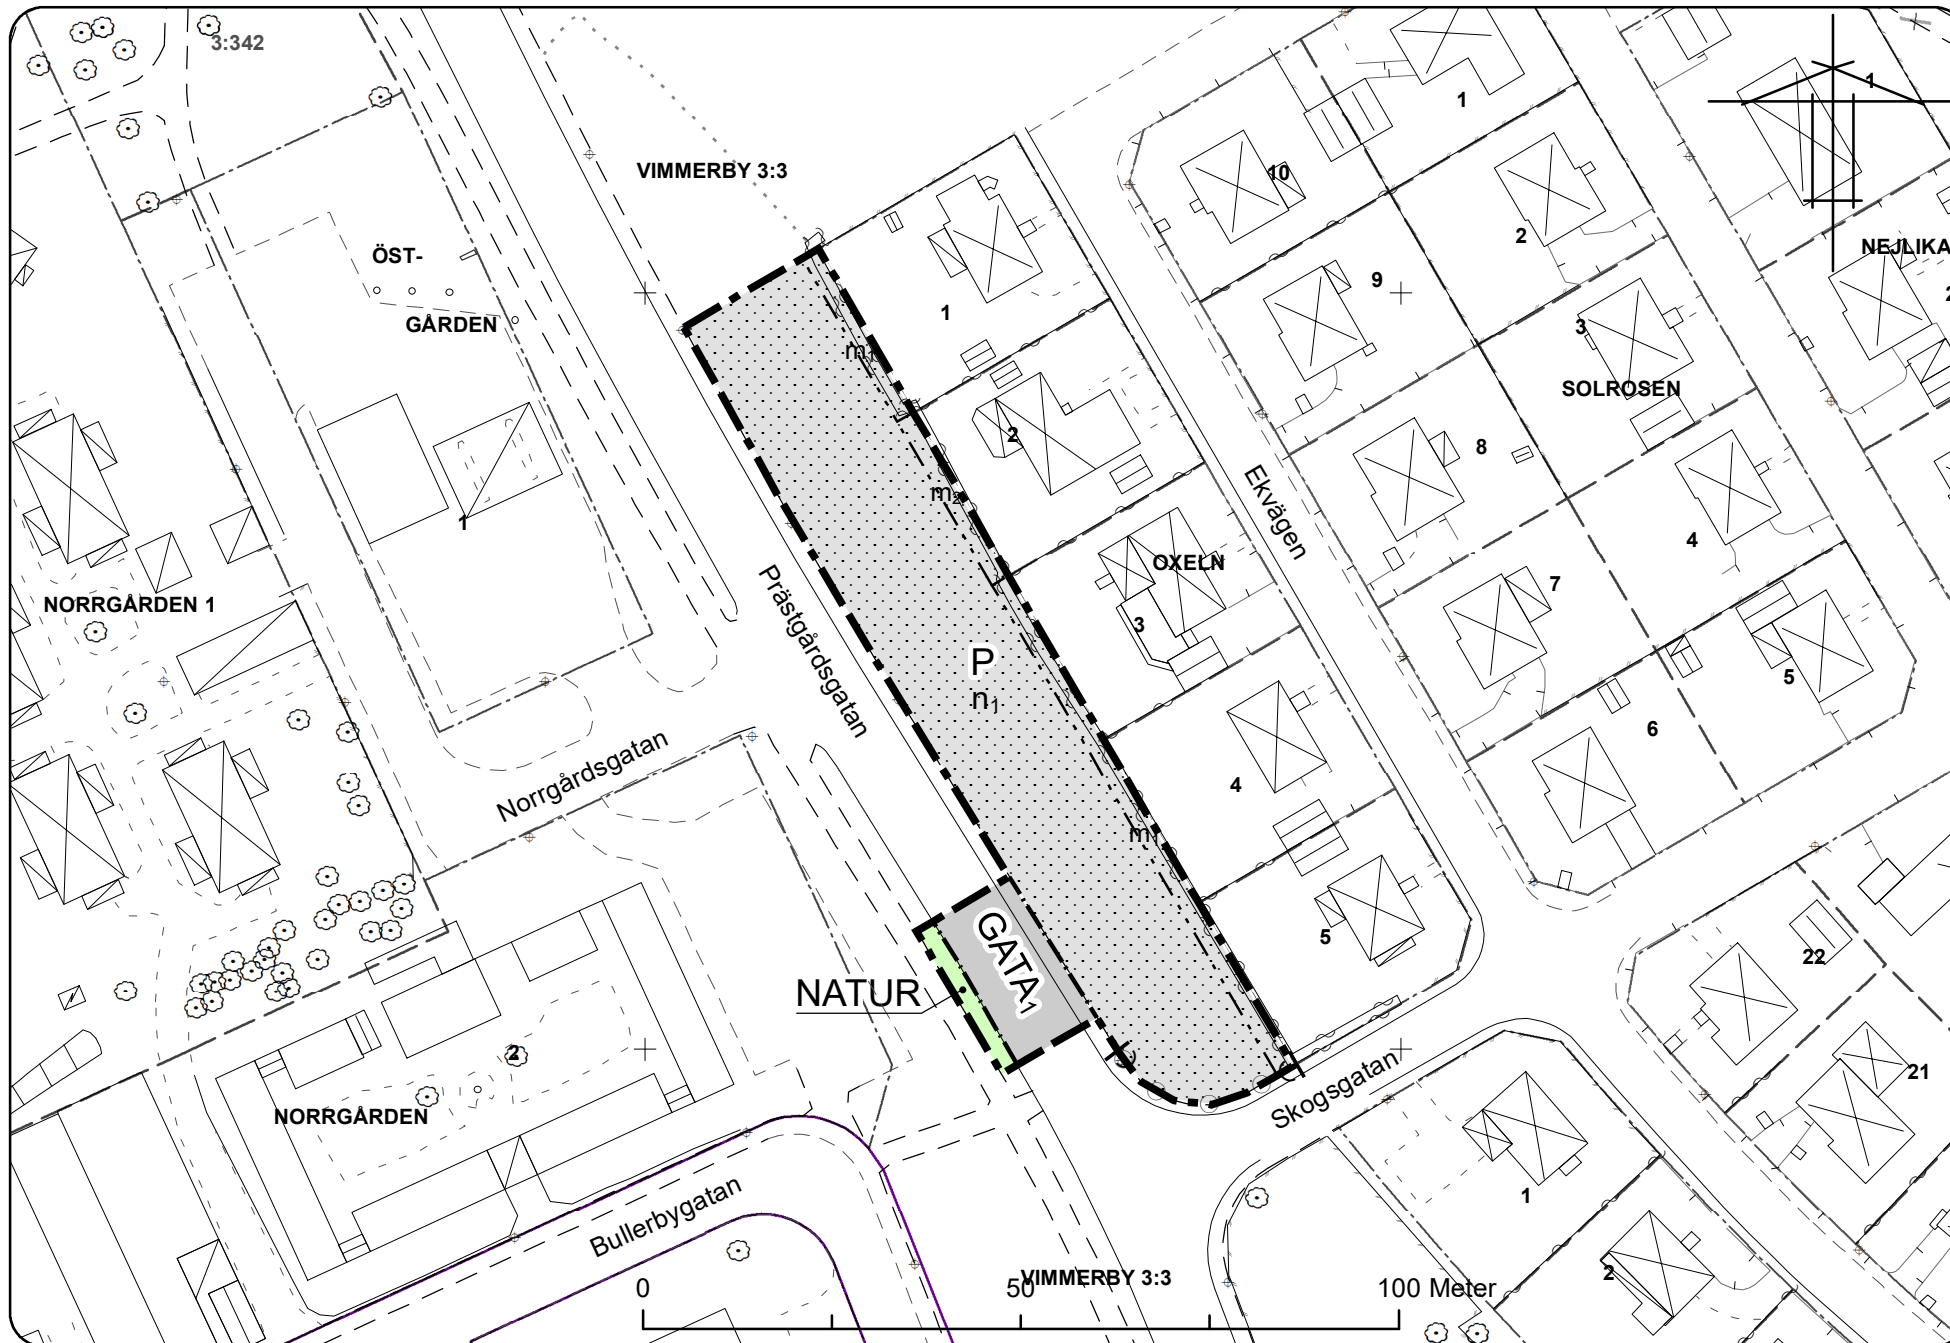 3:342
1
1
VIMMERBY 3:3
10
2
NEJLIKA
ÖST-
9
2
GÅRDEN
1
3
m1
SOLROSEN
2
8
m2
Ekvägen
1
4
OXELN
7
NORRGÅRDEN 1
3
Prästgårdsgatan
P
n1
5
6
Norrgårdsgatan
4
m1
5
GATA1
22
NATUR
2
21
Skogsgatan
NORRGÅRDEN
1
Bullerbygatan
2
VIMMERBY 3:3
0 50 100 Meter